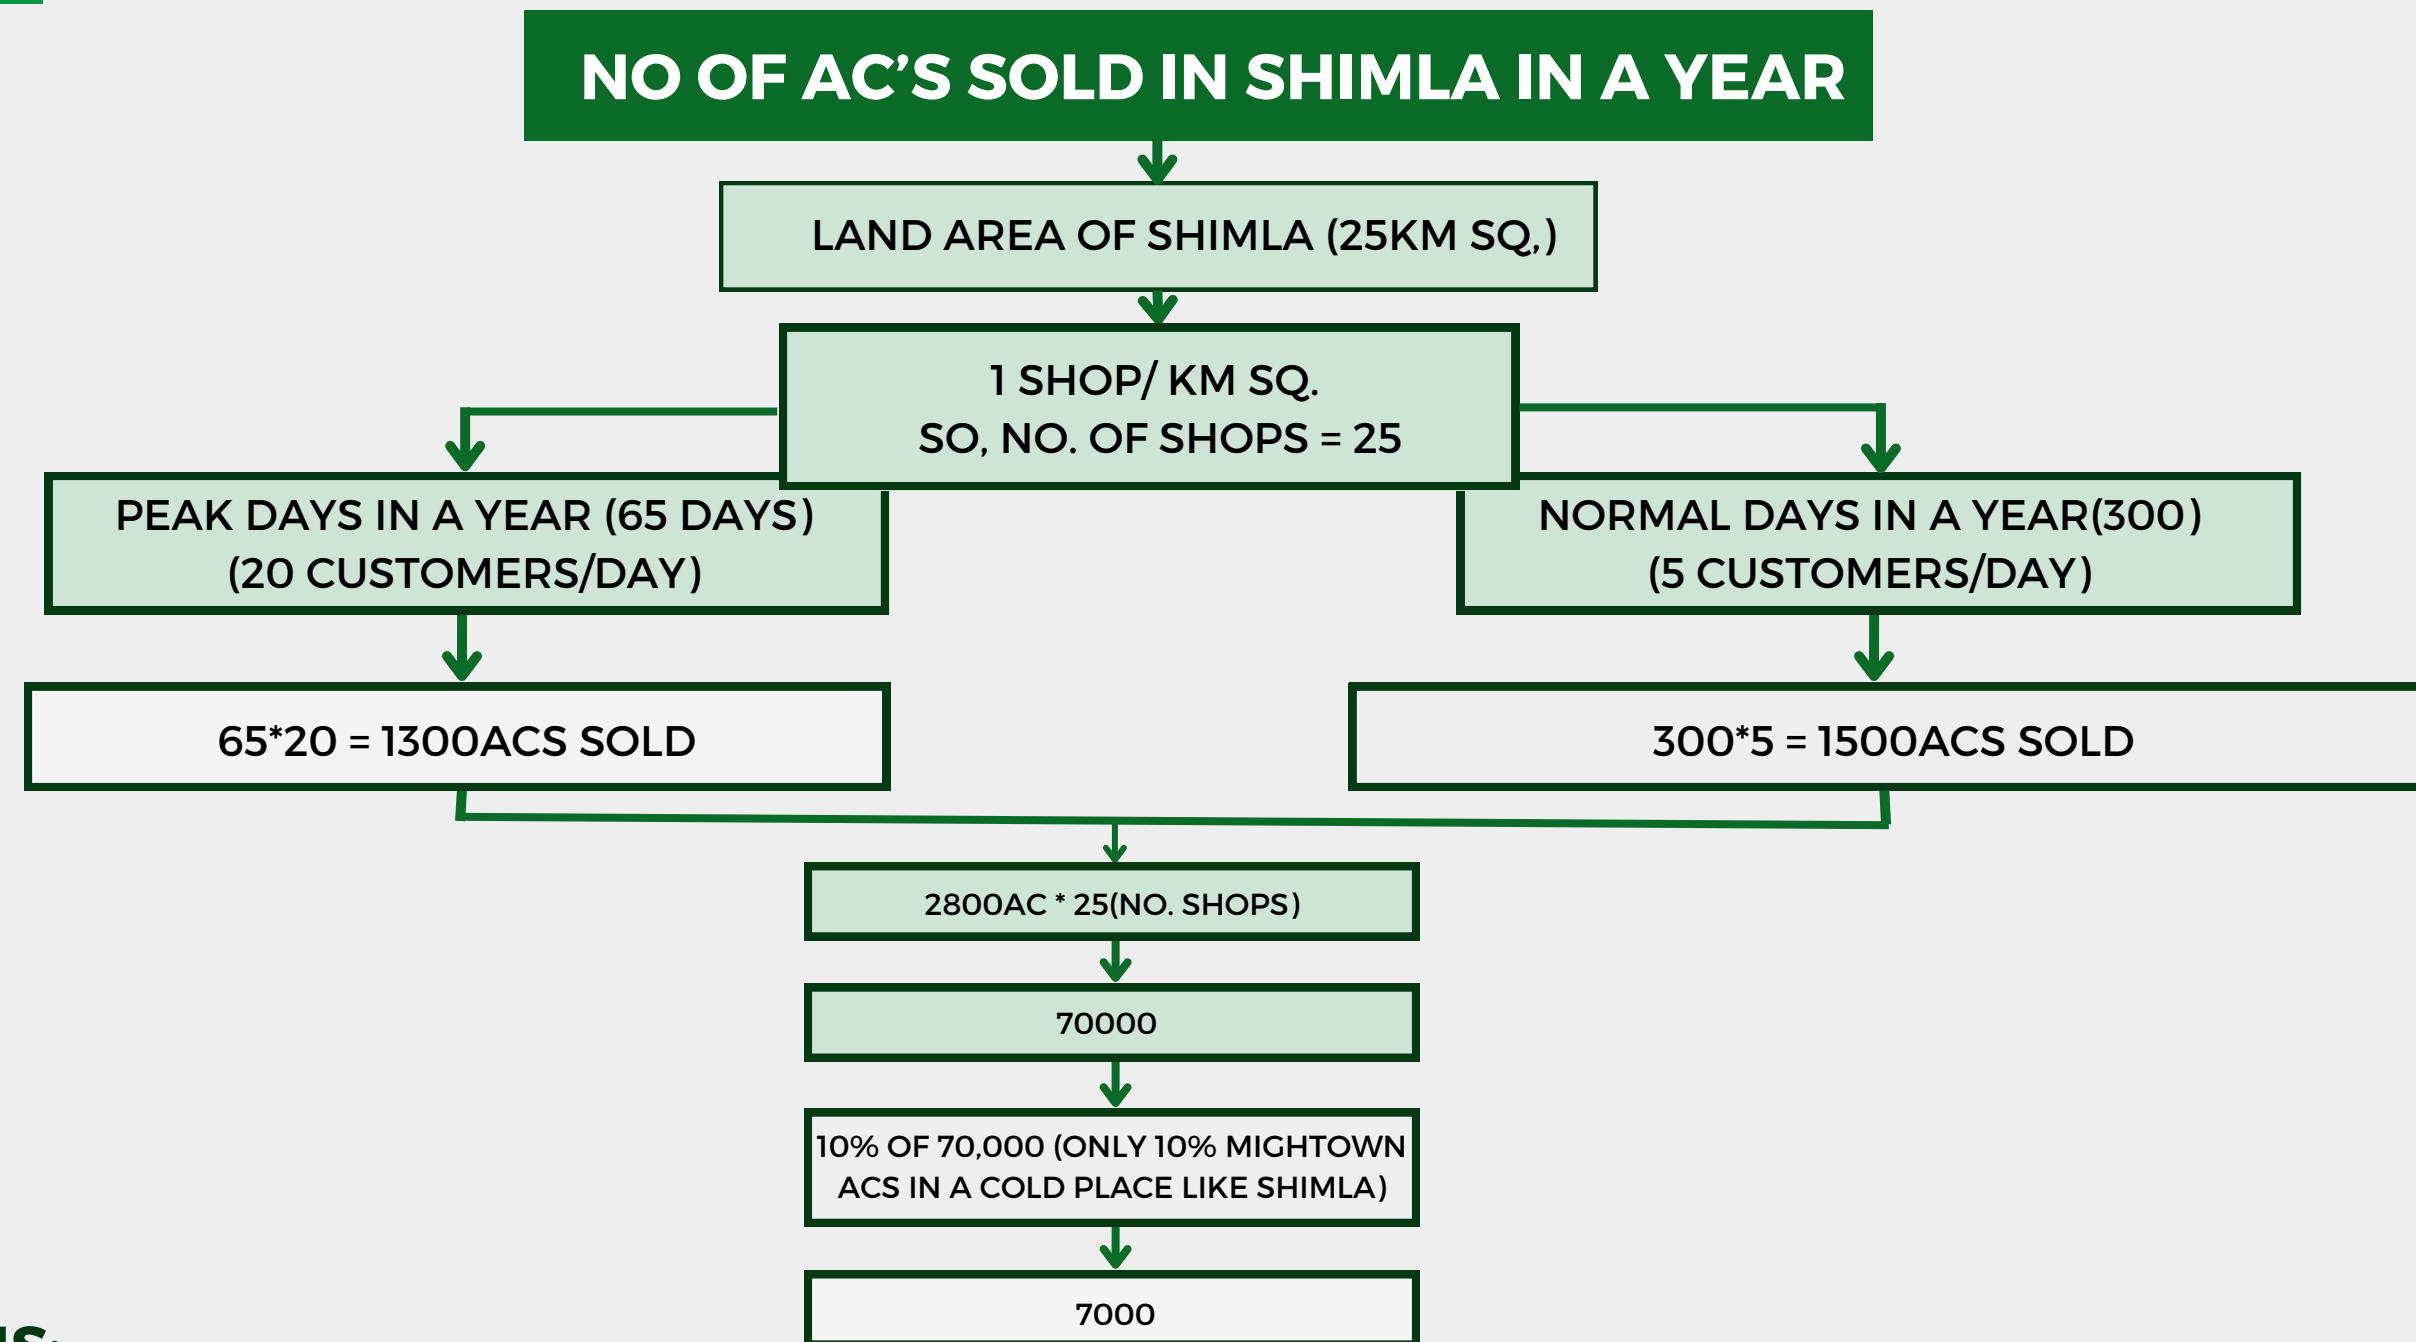 NO OF AC’S SOLD IN SHIMLA IN A YEAR
LAND AREA OF SHIMLA (25KM SQ,)
1 SHOP/ KM SQ.
SO, NO. OF SHOPS = 25
PEAK DAYS IN A YEAR (65 DAYS)
(20 CUSTOMERS/DAY)
NORMAL DAYS IN A YEAR(300)
(5 CUSTOMERS/DAY)
65*20 = 1300ACS SOLD
300*5 = 1500ACS SOLD
2800AC * 25(NO. SHOPS)
70000
10% OF 70,000 (ONLY 10% MIGHTOWN
ACS IN A COLD PLACE LIKE SHIMLA)
7000